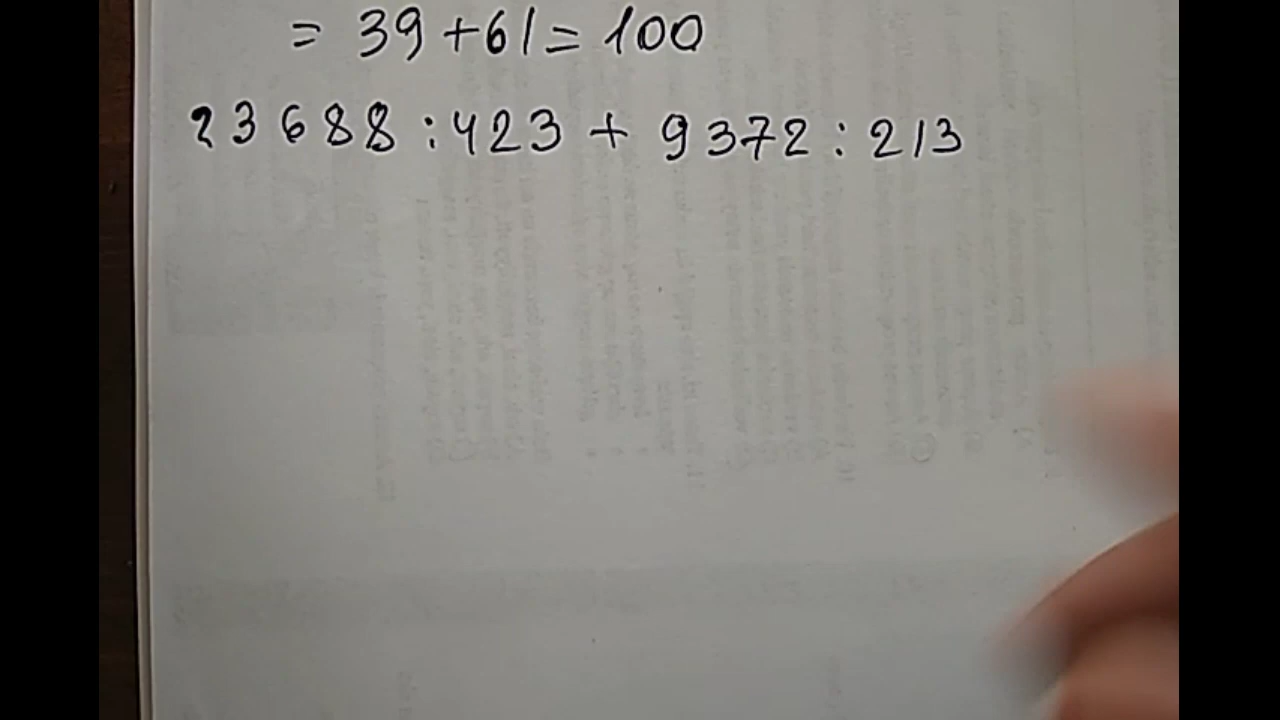 = 39 + 61 = 100
23688 : 423 + 9372 : 213